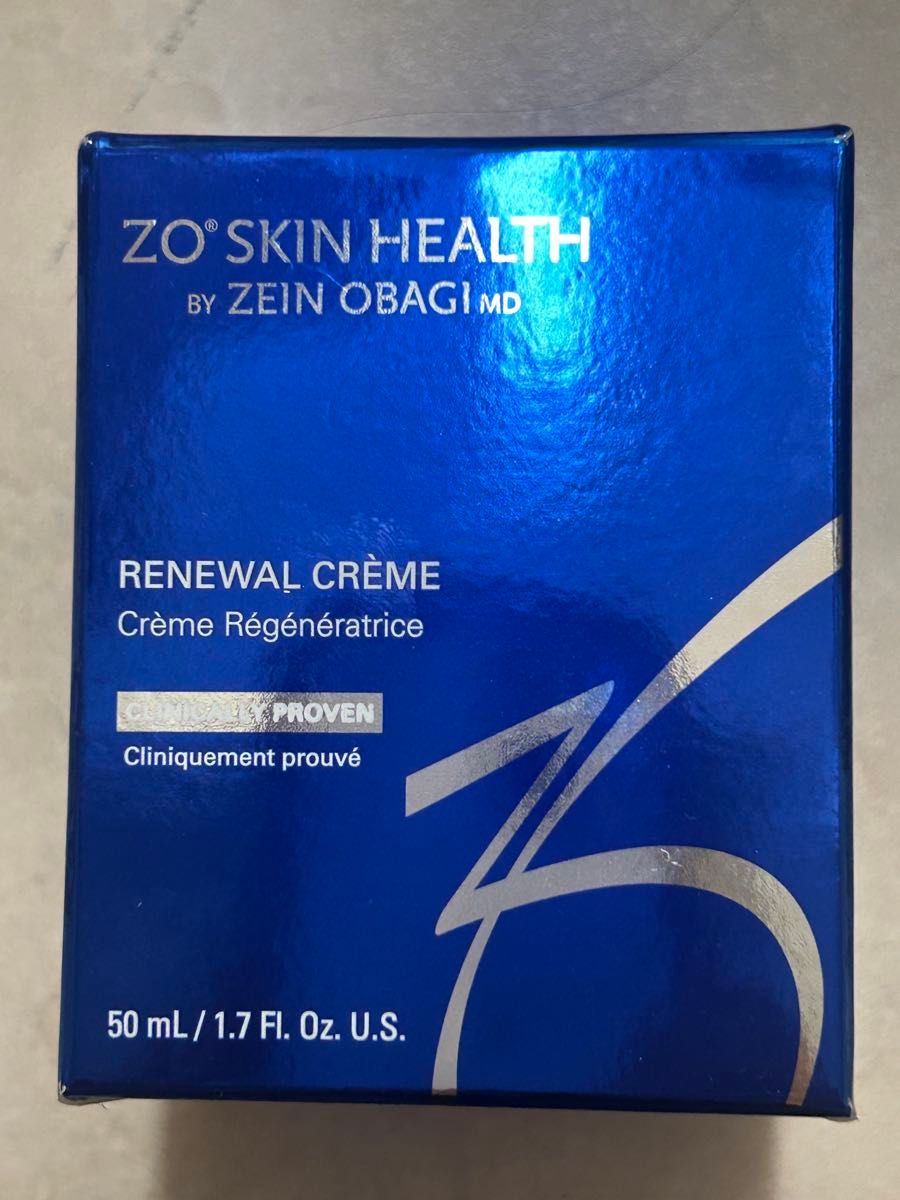 ZO® SKIN HEALTH
BY ZEIN OBAGI MD
RENEWAL CRÈME
Crème Régénératrice
CLINICALLY PROVEN
Cliniquement prouvé
50 mL / 1.7 Fl. Oz. U.S.